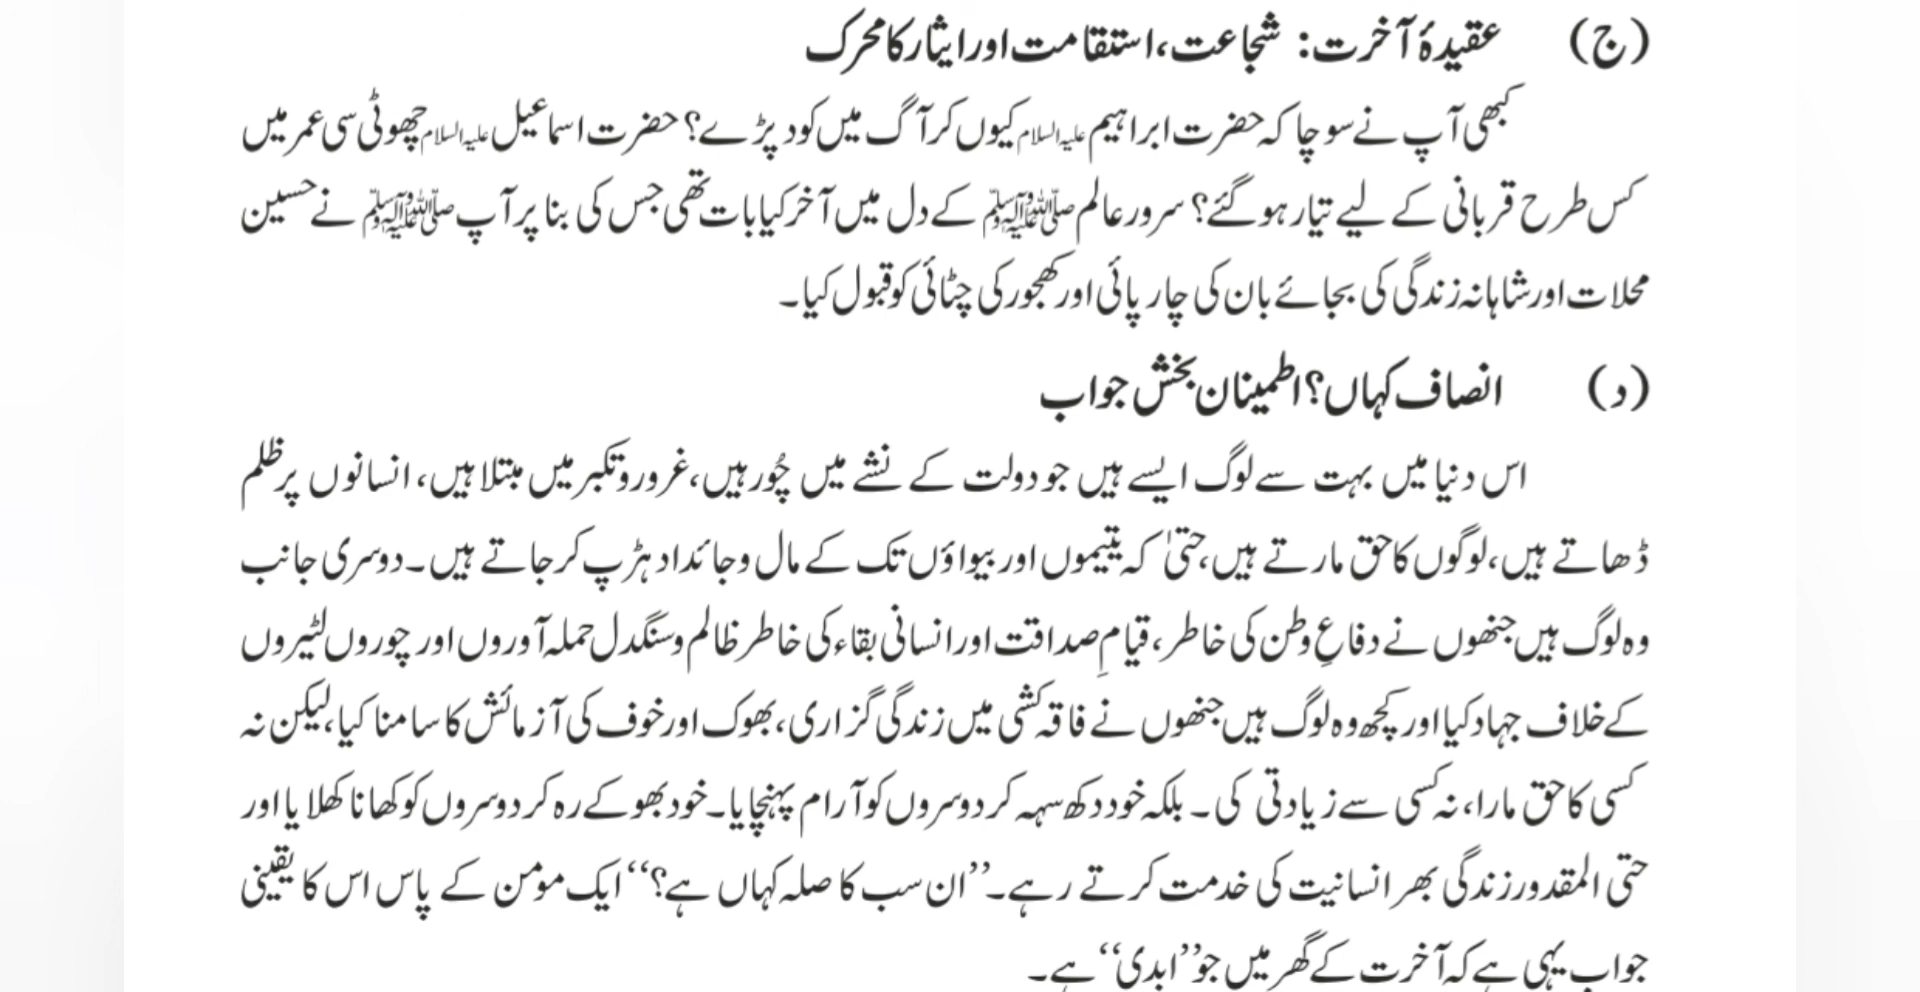 (ج) عقیدۂ آخرت: شجاعت، استقامت اور ایثار کا محرک
کبھی آپ نے سوچا کہ حضرت ابراہیم علیہ السلام کیوں کر آگ میں کود پڑے؟ حضرت اسماعیل علیہ السلام چھوٹی سی عمر میں
کس طرح قربانی کے لیے تیار ہو گئے؟ سرور عالم ﷺ کے دل میں آخر کیا بات تھی جس کی بنا پر آپ ﷺ نے حسین
محلات اور شاہانہ زندگی کی بجائے بان کی چارپائی اور کھجور کی چٹائی کو قبول کیا۔
(د) انصاف کہاں؟ اطمینان بخش جواب
اس دنیا میں بہت سے لوگ ایسے ہیں جو دولت کے نشے میں چُور ہیں، غرور و تکبر میں مبتلا ہیں، انسانوں پر ظلم
ڈھاتے ہیں، لوگوں کا حق مارتے ہیں، حتیٰ کہ یتیموں اور بیواؤں تک کے مال و جائداد ہڑپ کر جاتے ہیں۔ دوسری جانب
وہ لوگ ہیں جنھوں نے دفاعِ وطن کی خاطر، قیامِ صداقت اور انسانی بقاء کی خاطر ظالم و سنگدل حملہ آوروں اور چوروں لٹیروں
کے خلاف جہاد کیا اور کچھ وہ لوگ ہیں جنھوں نے فاقہ کشی میں زندگی گزاری، بھوک اور خوف کی آزمائش کا سامنا کیا، لیکن نہ
کسی کا حق مارا، نہ کسی سے زیادتی کی۔ بلکہ خود دکھ سہہ کر دوسروں کو آرام پہنچایا۔ خود بھوکے رہ کر دوسروں کو کھانا کھلایا اور
حتی المقدور زندگی بھر انسانیت کی خدمت کرتے رہے۔ ’’ان سب کا صلہ کہاں ہے؟‘‘ ایک مومن کے پاس اس کا یقینی
جواب یہی ہے کہ آخرت کے گھر میں جو ’’ابدی‘‘ ہے۔